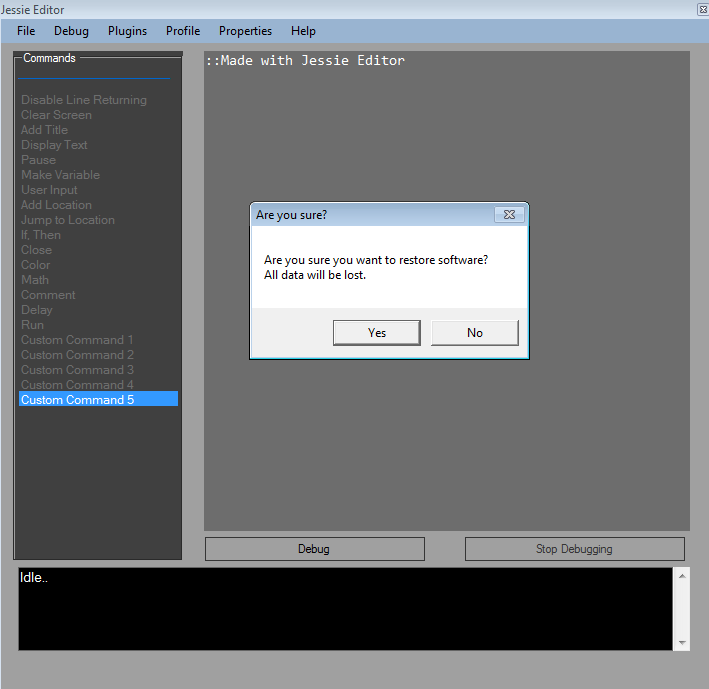 Jessie Editor
File Debug Plugins Profile Properties Help
Commands
Disable Line Returning
Clear Screen
Add Title
Display Text
Pause
Make Variable
User Input
Add Location
Jump to Location
If, Then
Close
Color
Math
Comment
Delay
Run
Custom Command 1
Custom Command 2
Custom Command 3
Custom Command 4
Custom Command 5
::Made with Jessie Editor
Are you sure?
Are you sure you want to restore software?
All data will be lost.
Yes No
Debug Stop Debugging
Idle..